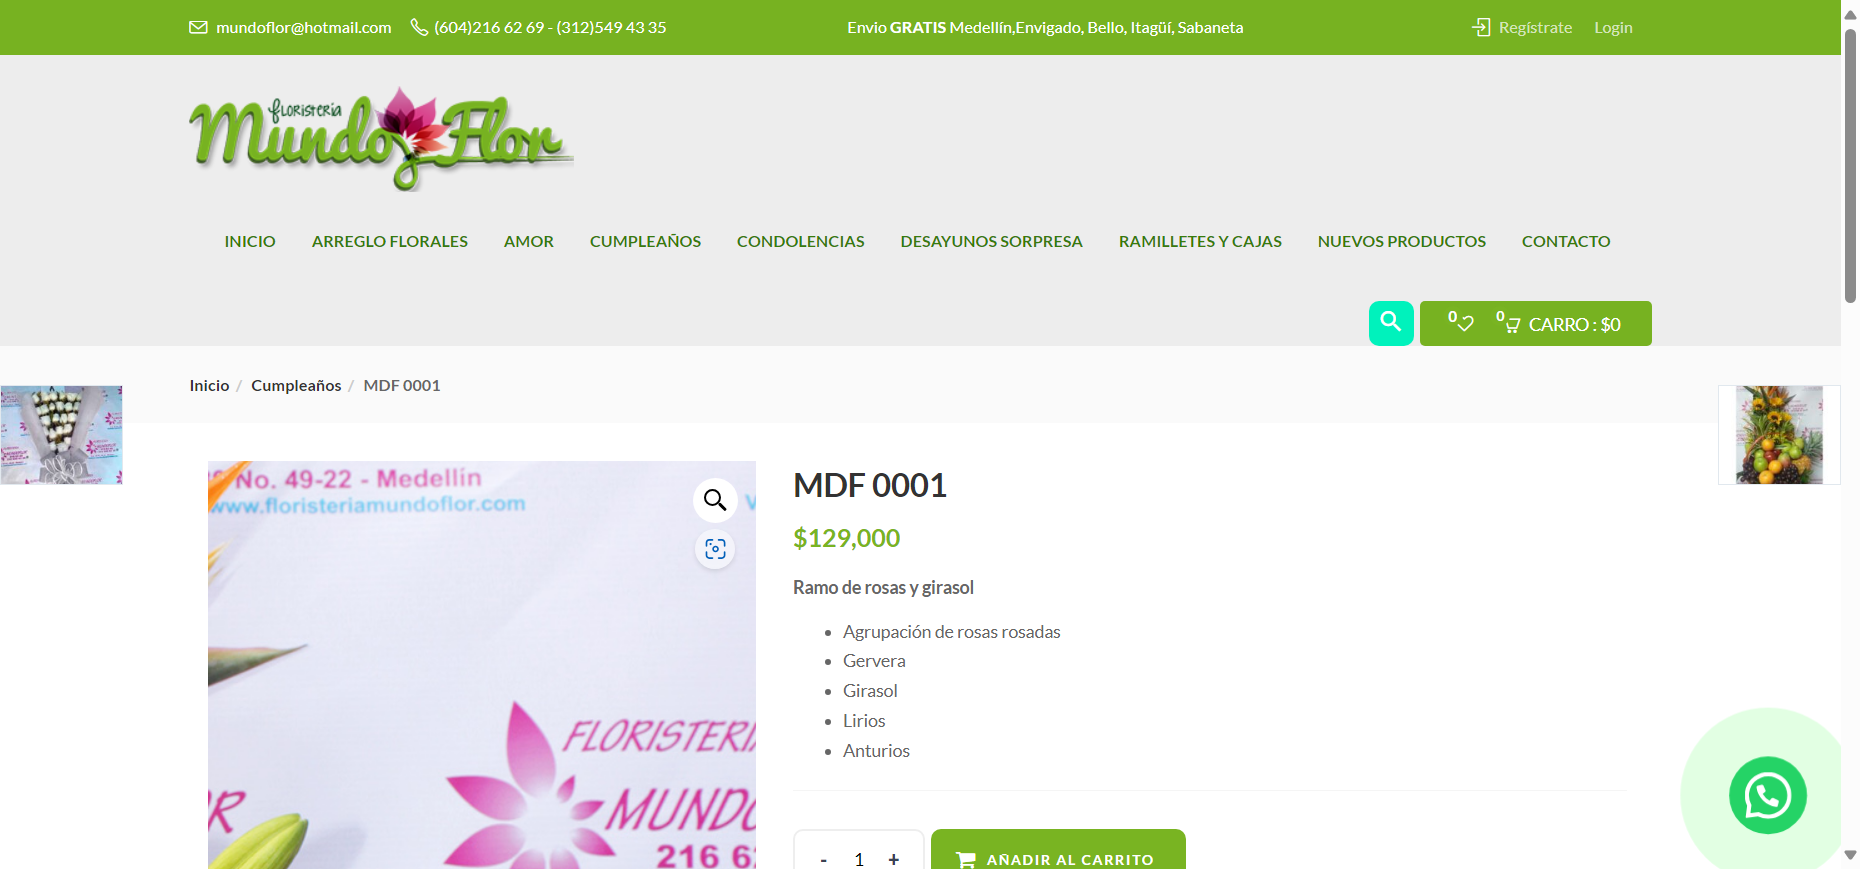 mundoflor@hotmail.com (604)216 62 69 - (312)549 43 35 Envio GRATIS Medellín,Envigado, Bello, Itagüí, Sabaneta Regístrate Login
FLORISTERIA
Mundo Flor
INICIO ARREGLO FLORALES AMOR CUMPLEAÑOS CONDOLENCIAS DESAYUNOS SORPRESA RAMILLETES Y CAJAS NUEVOS PRODUCTOS CONTACTO
0 0 CARRO : $0
Inicio / Cumpleaños / MDF 0001
No. 49-22 - Medellín
www.floristeriamundoflor.com
FLORISTERI
MUNDO
216 6
MDF 0001
$129,000
Ramo de rosas y girasol
Agrupación de rosas rosadas
Gervera
Girasol
Lirios
Anturios
- 1 + AÑADIR AL CARRITO